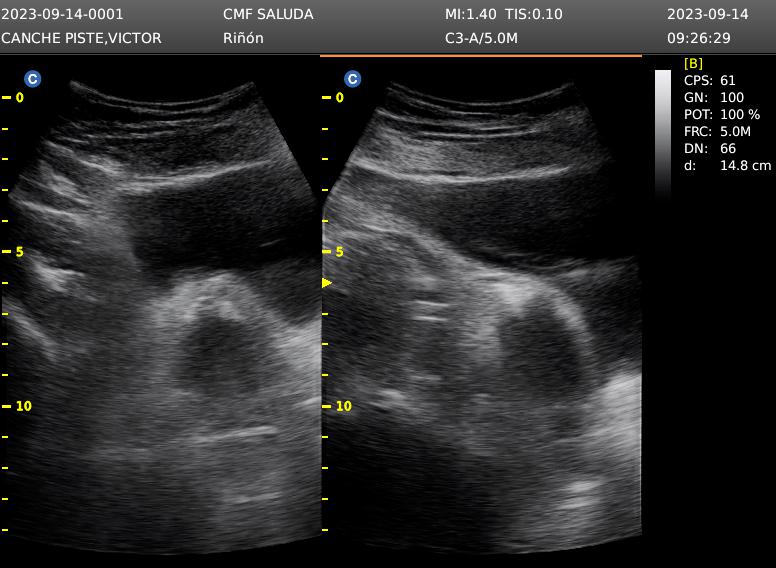 2023-09-14-0001 CMF SALUDA MI:1.40 TIS:0.10 2023-09-14
CANCHE PISTE,VICTOR Riñón C3-A/5.0M 09:26:29
[B]
CPS: 61
GN: 100
POT: 100 %
FRC: 5.0M
DN: 66
d: 14.8 cm
C
0
5
10
C
0
5
10